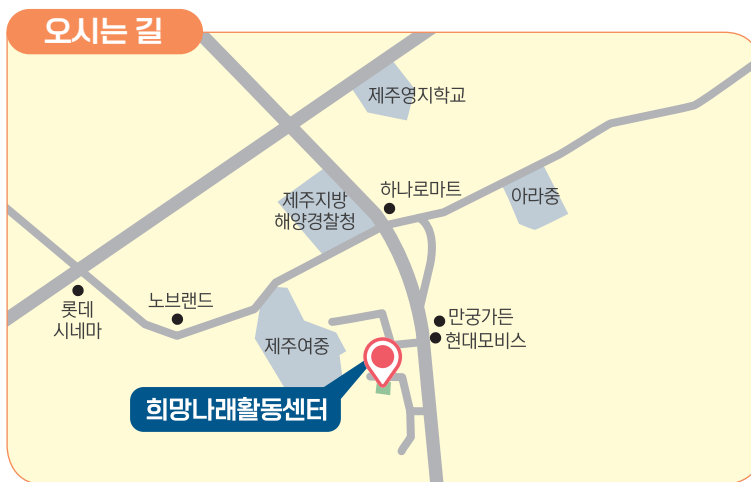 오시는 길
제주영지학교
하나로마트
아라중
제주지방
해양경찰청
노브랜드
롯데
시네마
만궁가든
현대모비스
제주여중
희망나래활동센터